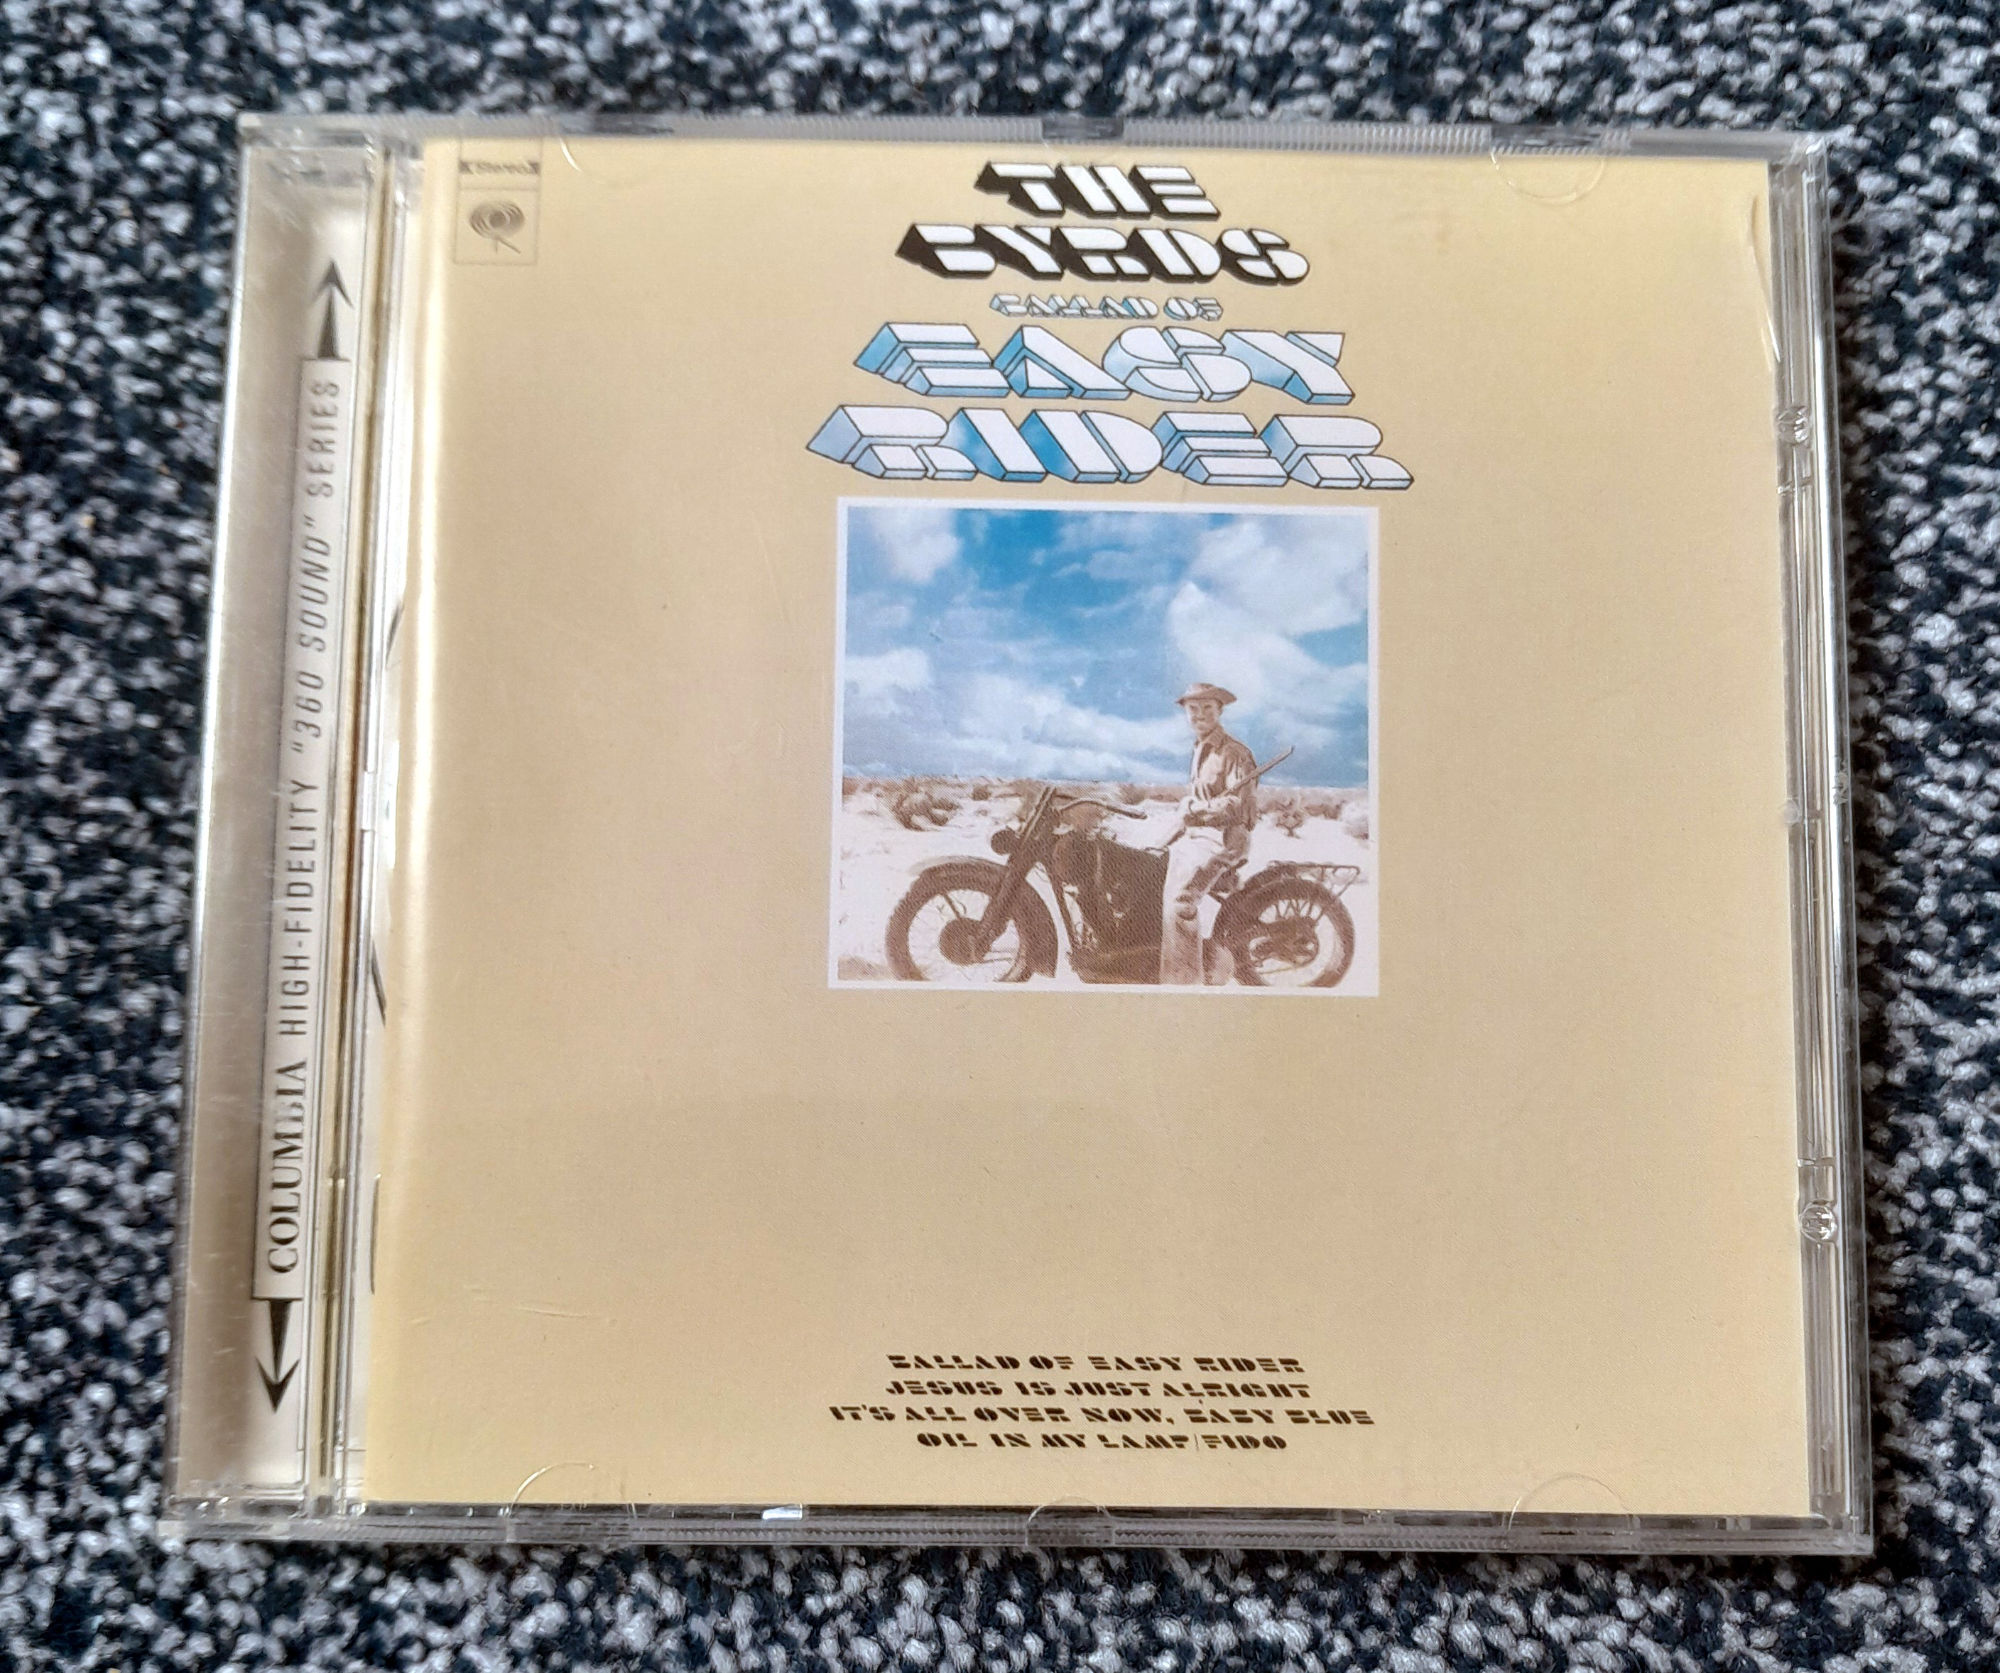 Stereo
THE
BYRDS
BALLAD OF
EASY
RIDER
COLUMBIA HIGH-FIDELITY "360 SOUND" SERIES
BALLAD OF EASY RIDER
JESUS IS JUST ALRIGHT
IT'S ALL OVER NOW, BABY BLUE
OIL IN MY LAMP/FIDO